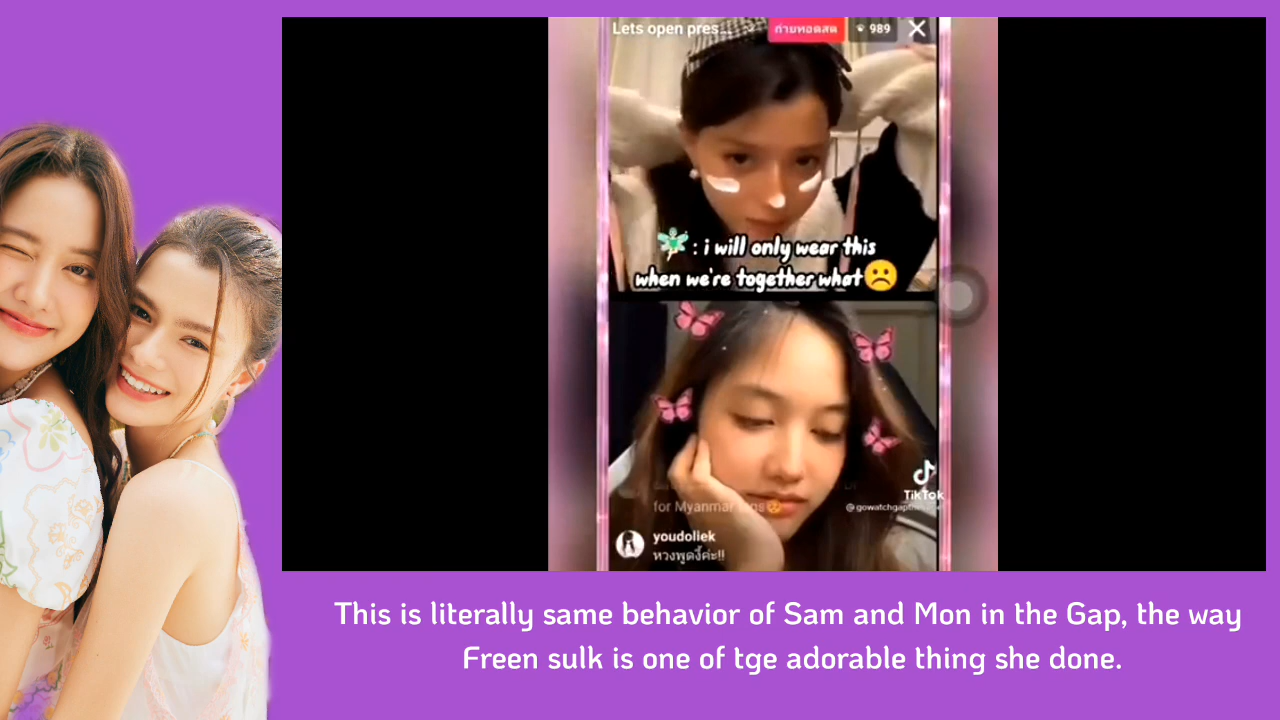 Lets open pres...
ถ่ายทอดสด
989
: i will only wear this
when we're together what☹️
for Myanmar
TikTok
youdoliek
หวงพูดงี้ค่ะ!!
This is literally same behavior of Sam and Mon in the Gap, the way
Freen sulk is one of tge adorable thing she done.